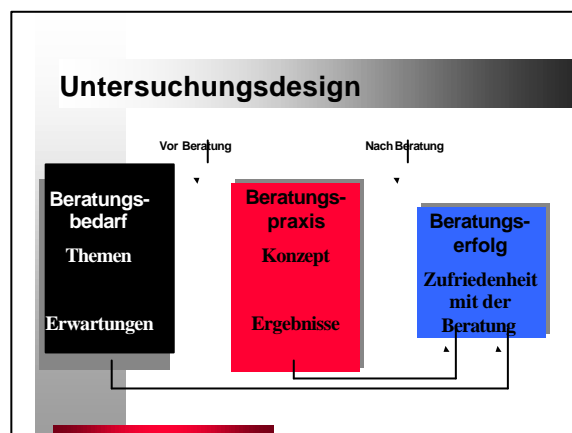 Untersuchungsdesign
Vor Beratung
Nach Beratung
Beratungs-
bedarf
Themen
Erwartungen
Beratungs-
praxis
Konzept
Ergebnisse
Beratungs-
erfolg
Zufriedenheit
mit der
Beratung